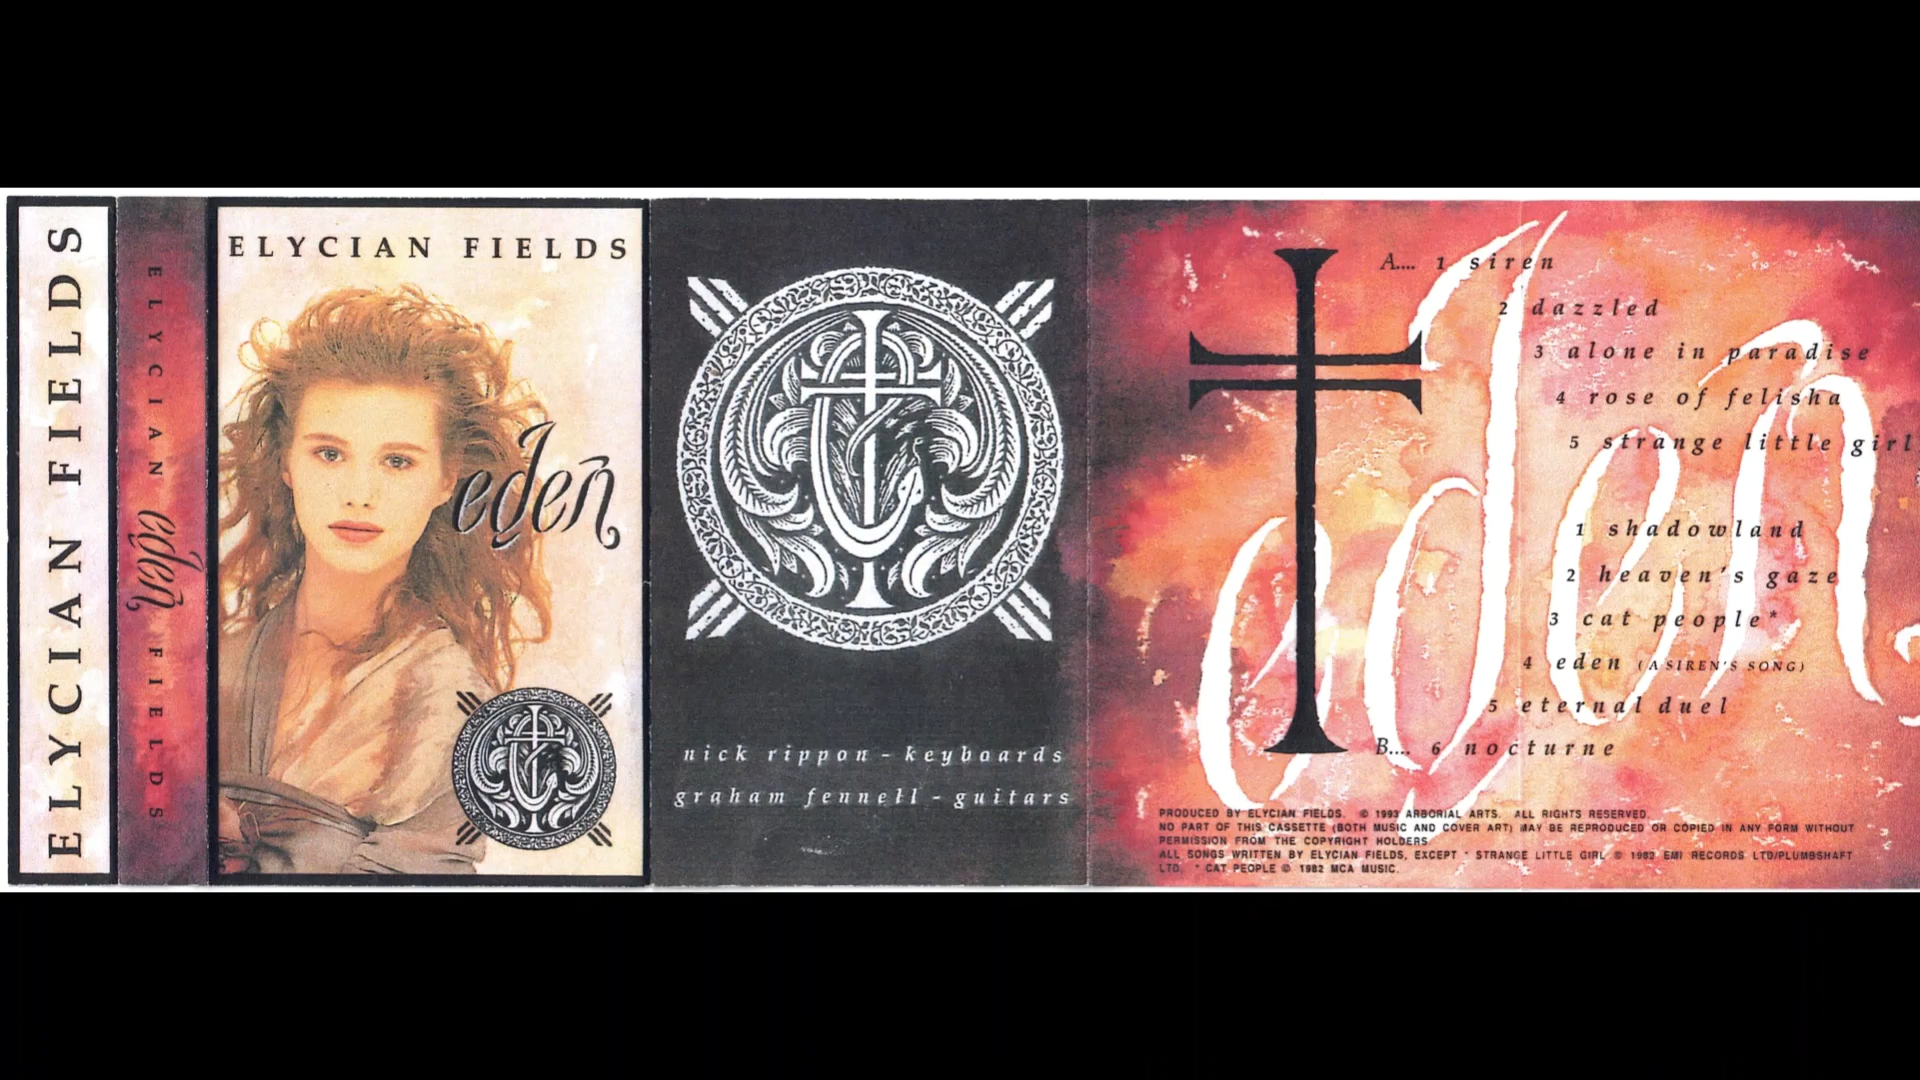 ELYCIAN FIELDS
ELYCIAN eden FIELDS
ELYCIAN FIELDS
eden
nick rippon - keyboards
graham fennell - guitars
eden
A.... 1 siren
2 dazzled
3 alone in paradise
4 rose of felisha
5 strange little girl
1 shadowland
2 heaven's gaze
3 cat people*
4 eden (A SIREN'S SONG)
5 eternal duel
B.... 6 nocturne
PRODUCED BY ELYCIAN FIELDS. © 1993 ARBORIAL ARTS. ALL RIGHTS RESERVED.
NO PART OF THIS CASSETTE (BOTH MUSIC AND COVER ART) MAY BE REPRODUCED OR COPIED IN ANY FORM WITHOUT
PERMISSION FROM THE COPYRIGHT HOLDERS
ALL SONGS WRITTEN BY ELYCIAN FIELDS, EXCEPT * STRANGE LITTLE GIRL © 1982 EMI RECORDS LTD/PLUMBSHAFT
LTD. * CAT PEOPLE © 1982 MCA MUSIC.